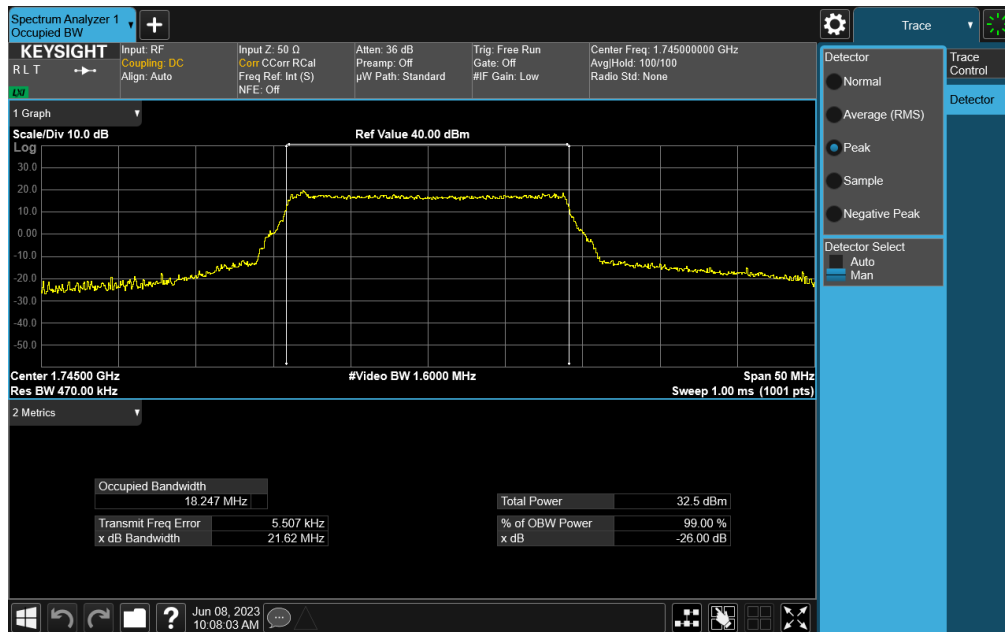 Spectrum Analyzer 1
Occupied BW
Trace
KEYSIGHT
RLT
LXI
Input: RF
Coupling: DC
Align: Auto
Input Z: 50 Ω
Corr CCorr RCal
Freq Ref: Int (S)
NFE: Off
Atten: 36 dB
Preamp: Off
µW Path: Standard
Trig: Free Run
Gate: Off
#IF Gain: Low
Center Freq: 1.745000000 GHz
Avg|Hold: 100/100
Radio Std: None
1 Graph
Scale/Div 10.0 dB
Ref Value 40.00 dBm
Log
30.0
20.0
10.0
0.00
-10.0
-20.0
-30.0
-40.0
-50.0
Center 1.74500 GHz
#Video BW 1.6000 MHz
Span 50 MHz
Res BW 470.00 kHz
Sweep 1.00 ms (1001 pts)
2 Metrics
Occupied Bandwidth
18.247 MHz
Transmit Freq Error 5.507 kHz
x dB Bandwidth 21.62 MHz
Total Power 32.5 dBm
% of OBW Power 99.00 %
x dB -26.00 dB
Detector
Normal
Average (RMS)
Peak
Sample
Negative Peak
Detector Select
Auto
Man
Trace
Control
Detector
?
Jun 08, 2023
10:08:03 AM